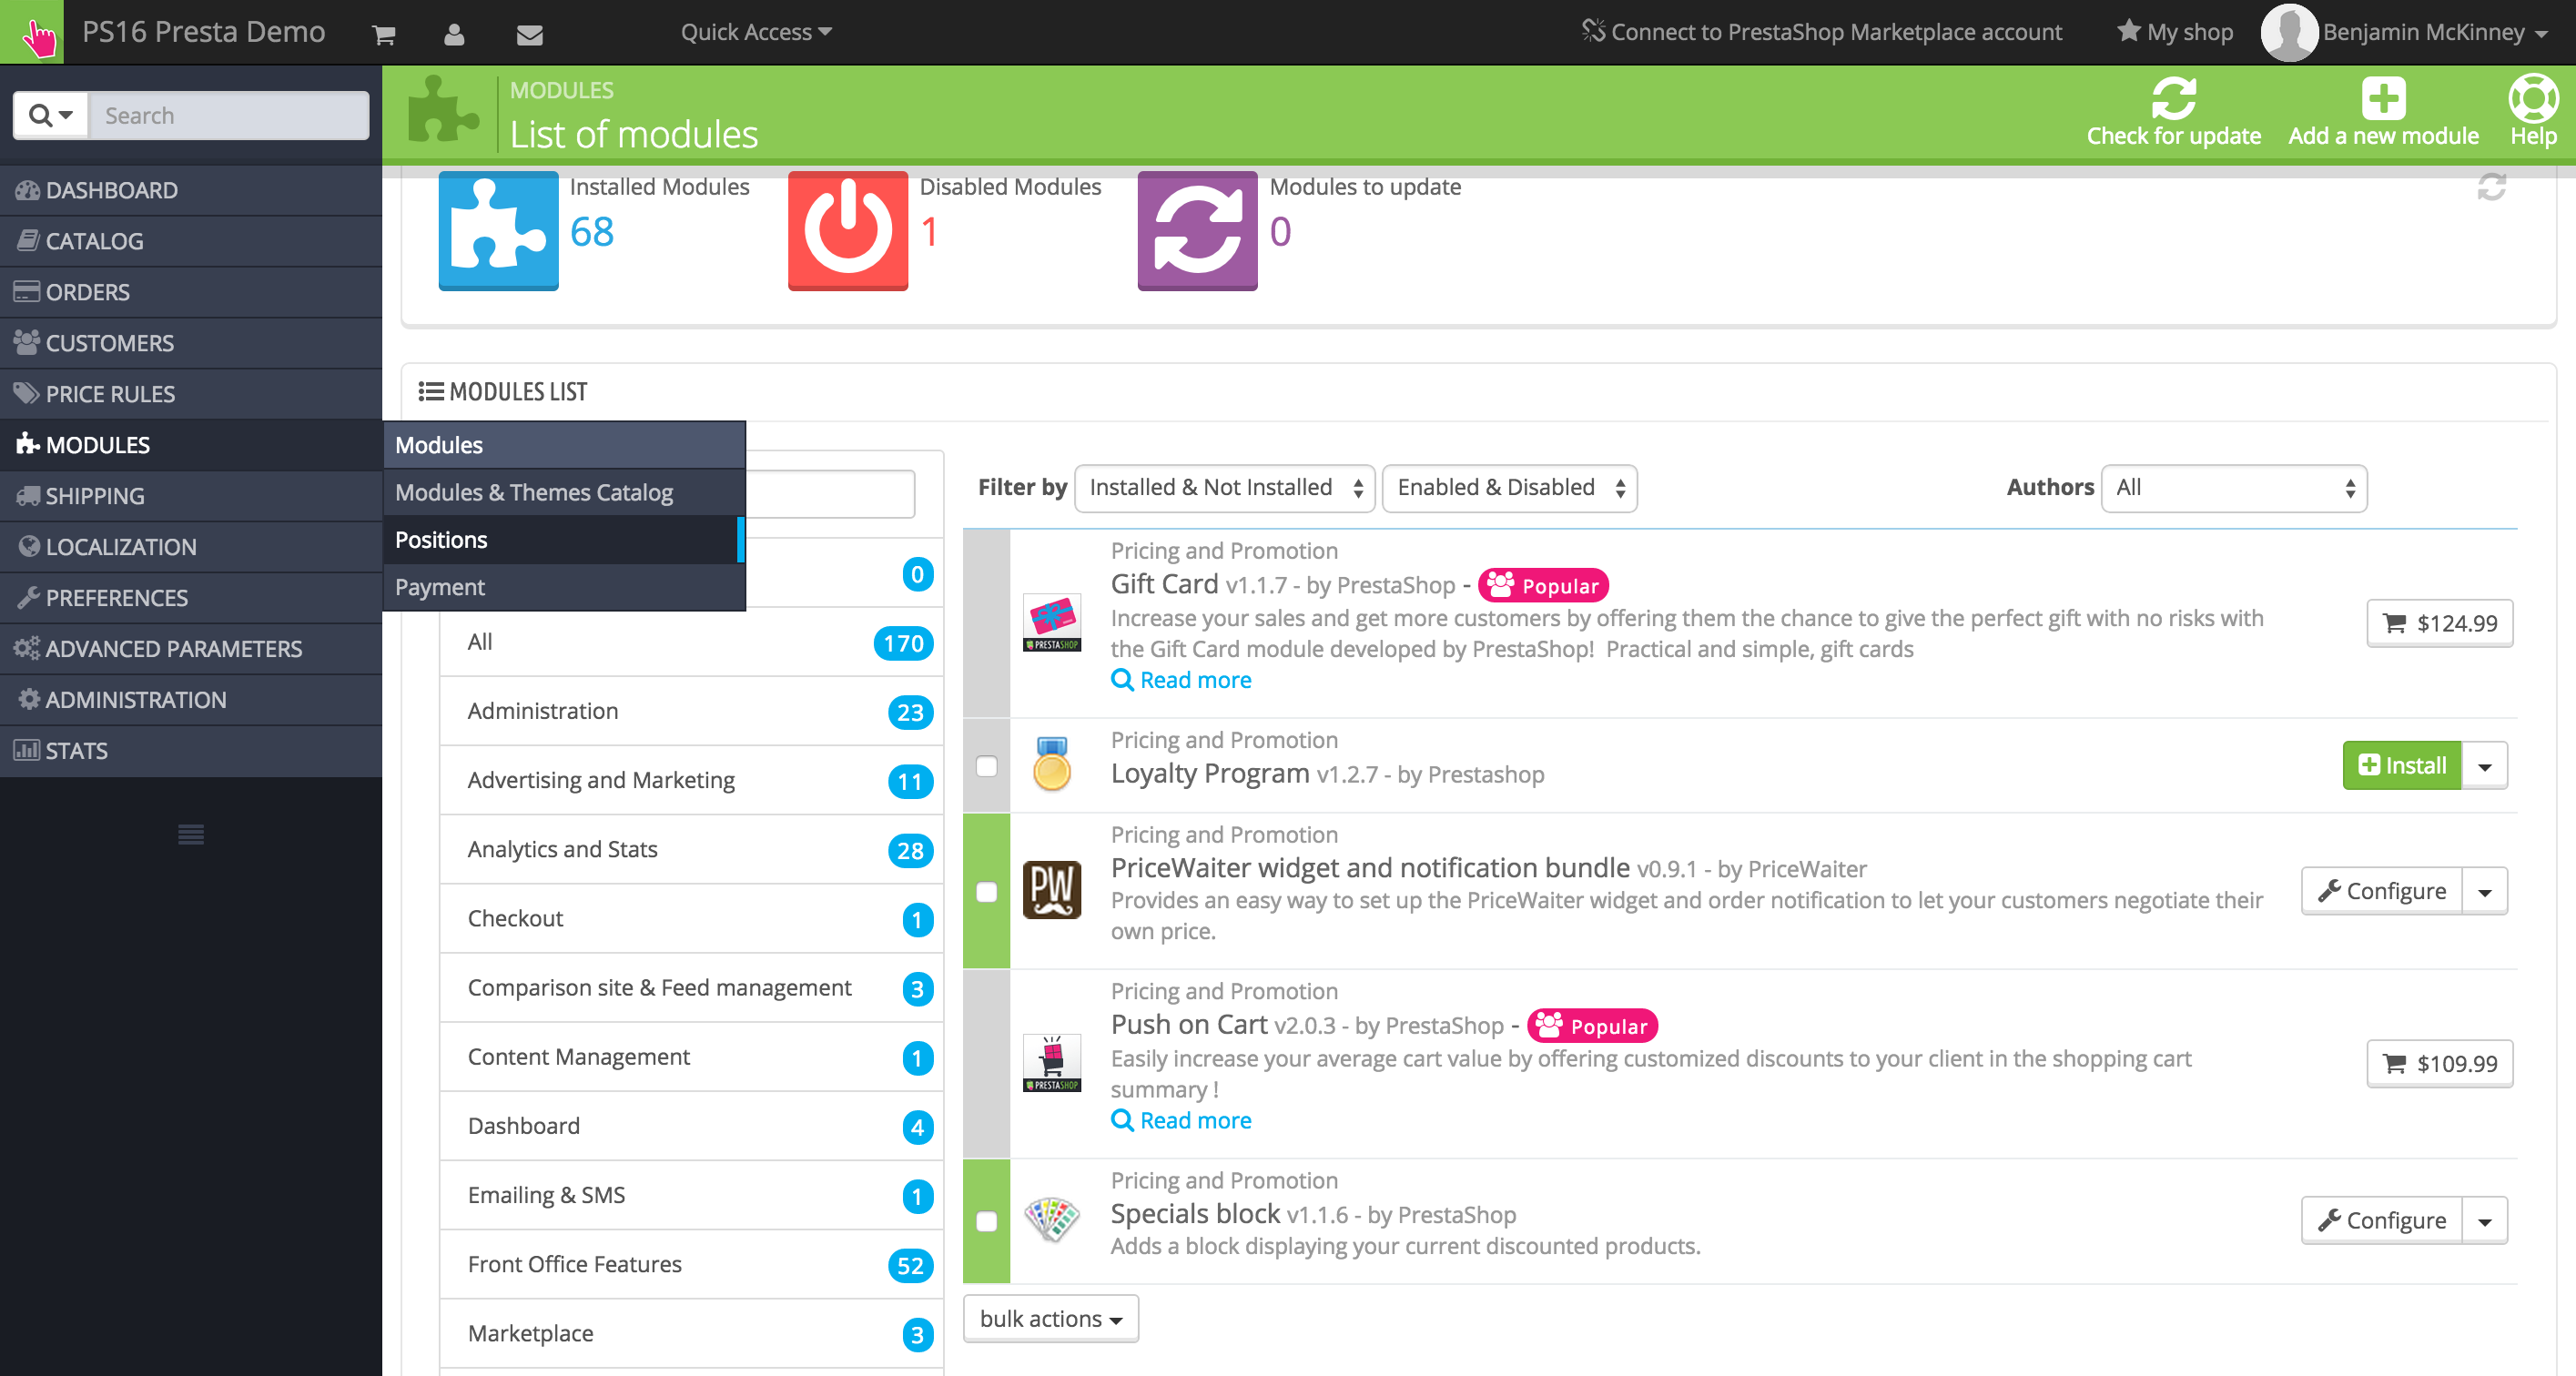 PS16 Presta Demo
Quick Access
Connect to PrestaShop Marketplace account
My shop
Benjamin McKinney
Search
MODULES
List of modules
Check for update
Add a new module
Help
DASHBOARD
CATALOG
ORDERS
CUSTOMERS
PRICE RULES
MODULES
SHIPPING
LOCALIZATION
PREFERENCES
ADVANCED PARAMETERS
ADMINISTRATION
STATS
Modules
Modules & Themes Catalog
Positions
Payment
Installed Modules
68
Disabled Modules
1
Modules to update
0
MODULES LIST
0
All 170
Administration 23
Advertising and Marketing 11
Analytics and Stats 28
Checkout 1
Comparison site & Feed management 3
Content Management 1
Dashboard 4
Emailing & SMS 1
Front Office Features 52
Marketplace 3
Filter by Installed & Not Installed Enabled & Disabled Authors All
Pricing and Promotion
Gift Card v1.1.7 - by PrestaShop - Popular
Increase your sales and get more customers by offering them the chance to give the perfect gift with no risks with
the Gift Card module developed by PrestaShop! Practical and simple, gift cards
Read more
PRESTASHOP
$124.99
Pricing and Promotion
Loyalty Program v1.2.7 - by Prestashop
Install
Pricing and Promotion
PriceWaiter widget and notification bundle v0.9.1 - by PriceWaiter
Provides an easy way to set up the PriceWaiter widget and order notification to let your customers negotiate their
own price.
PW
Configure
Pricing and Promotion
Push on Cart v2.0.3 - by PrestaShop - Popular
Easily increase your average cart value by offering customized discounts to your client in the shopping cart
summary !
Read more
PRESTASHOP
$109.99
Pricing and Promotion
Specials block v1.1.6 - by PrestaShop
Adds a block displaying your current discounted products.
Configure
bulk actions